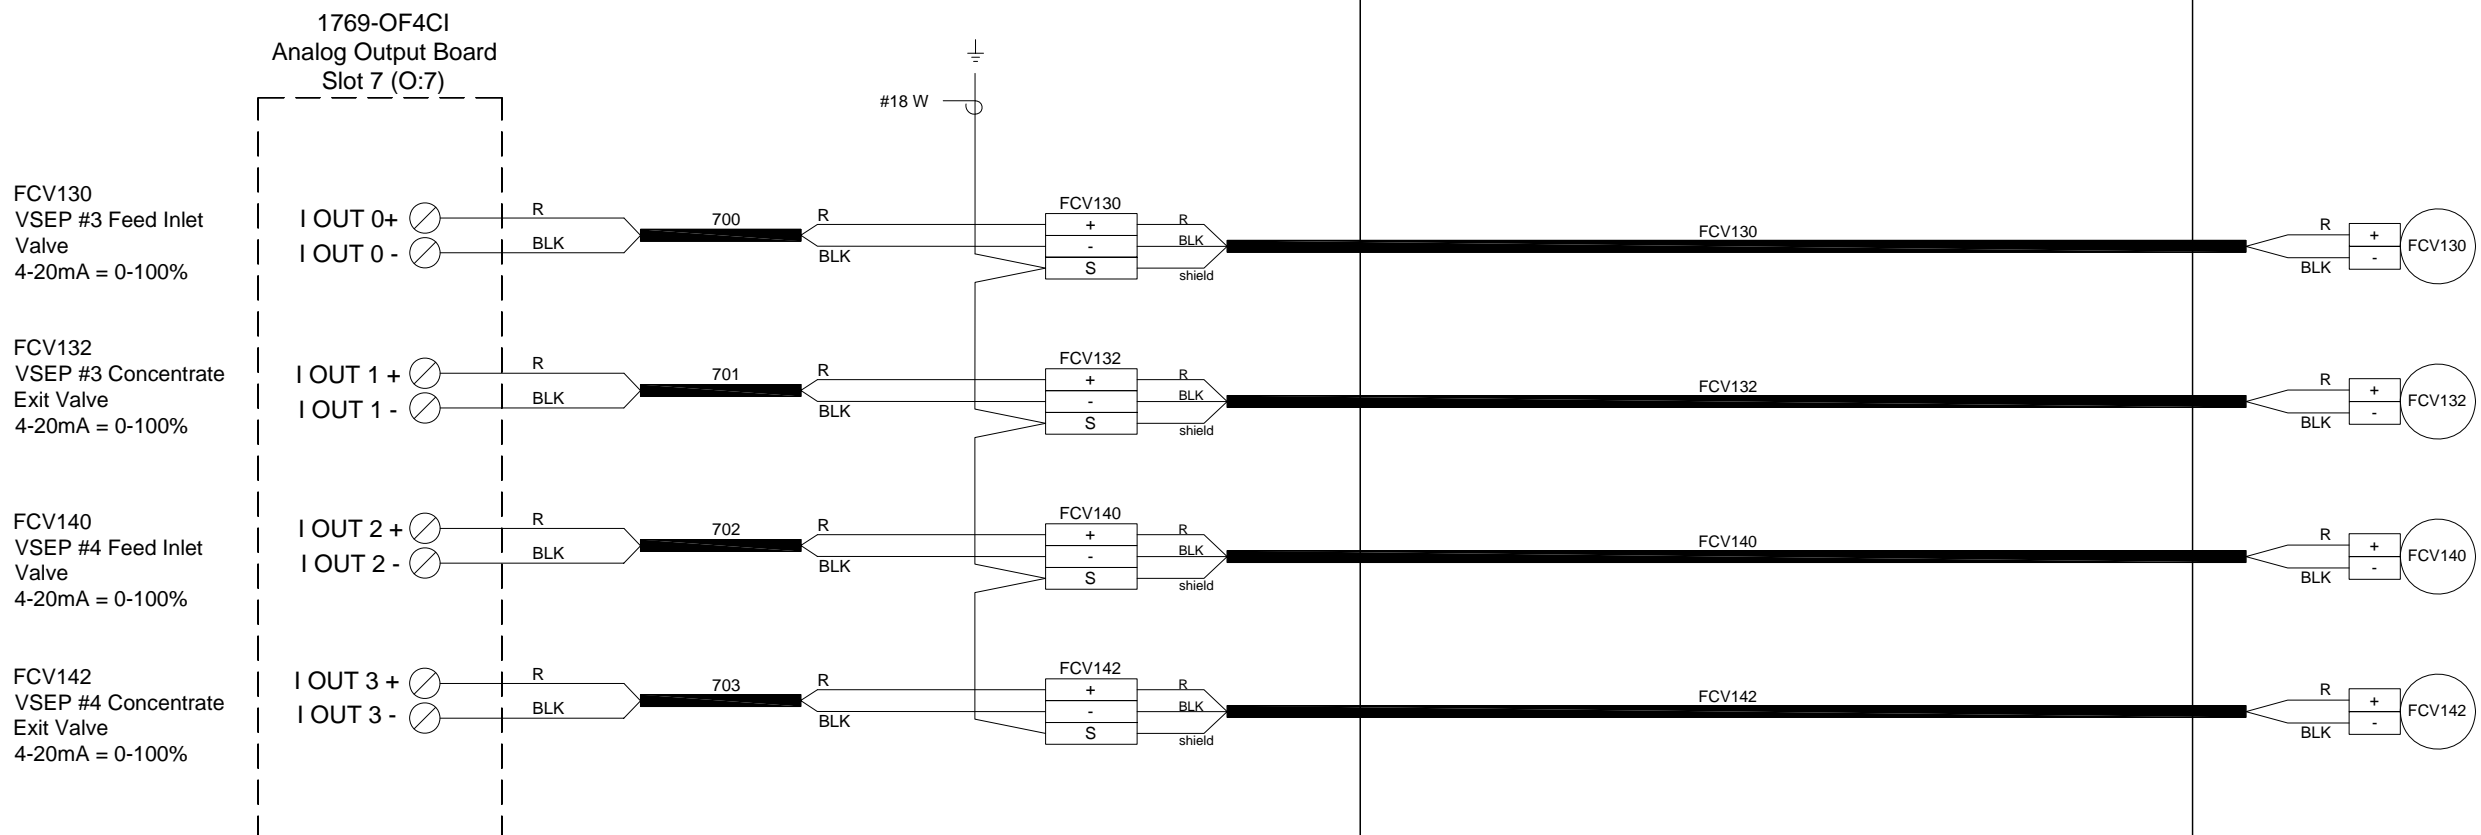 1769-OF4CI
Analog Output Board
Slot 7 (O:7)
#18 W
FCV130
VSEP #3 Feed Inlet
Valve
4-20mA = 0-100%
I OUT 0+
I OUT 0 -
R
BLK
700
R
BLK
FCV130
+
-
S
R
BLK
shield
FCV130
R
BLK
+
-
FCV130
FCV132
VSEP #3 Concentrate
Exit Valve
4-20mA = 0-100%
I OUT 1 +
I OUT 1 -
R
BLK
701
R
BLK
FCV132
+
-
S
R
BLK
shield
FCV132
R
BLK
+
-
FCV132
FCV140
VSEP #4 Feed Inlet
Valve
4-20mA = 0-100%
I OUT 2 +
I OUT 2 -
R
BLK
702
R
BLK
FCV140
+
-
S
R
BLK
shield
FCV140
R
BLK
+
-
FCV140
FCV142
VSEP #4 Concentrate
Exit Valve
4-20mA = 0-100%
I OUT 3 +
I OUT 3 -
R
BLK
703
R
BLK
FCV142
+
-
S
R
BLK
shield
FCV142
R
BLK
+
-
FCV142